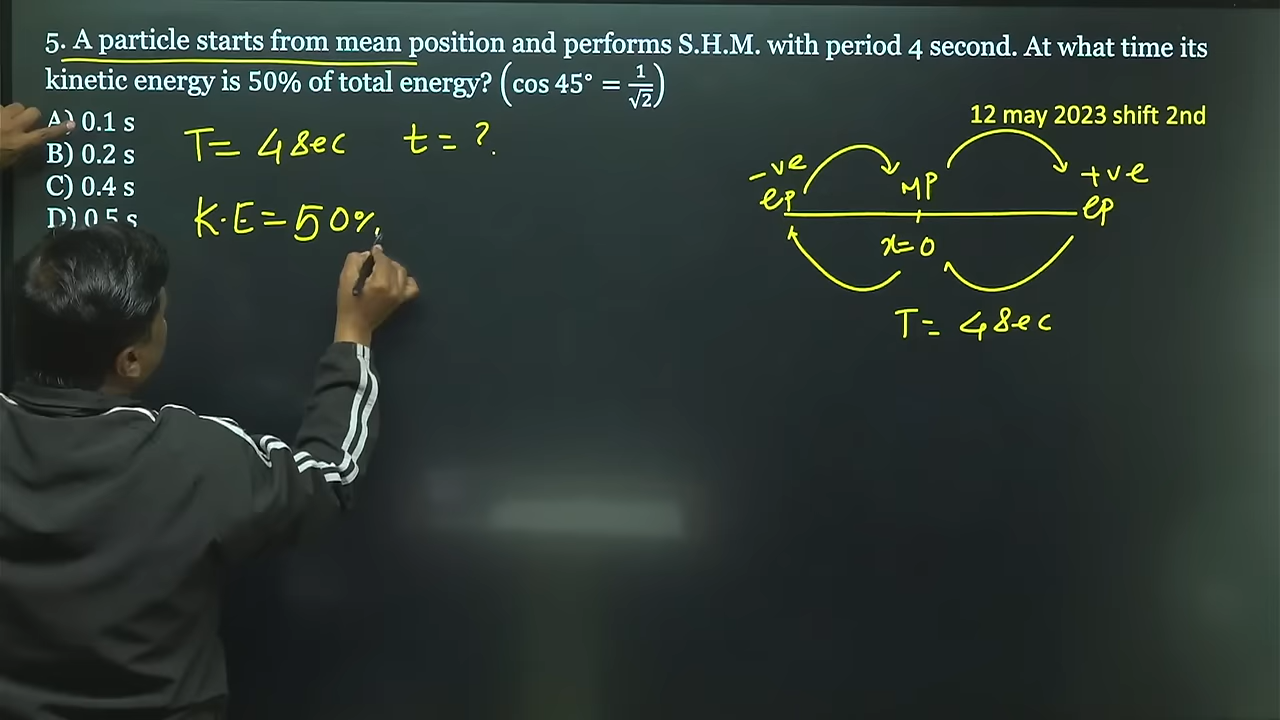 5. A particle starts from mean position and performs S.H.M. with period 4 second. At what time its
kinetic energy is 50% of total energy? (cos 45° = 1/√2)
A) 0.1 s
B) 0.2 s
C) 0.4 s
D) 0.5 s
T = 4 sec t = ?
K.E = 50%
12 may 2023 shift 2nd
-ve
ep
MP
+ve
ep
x=0
T = 4 sec